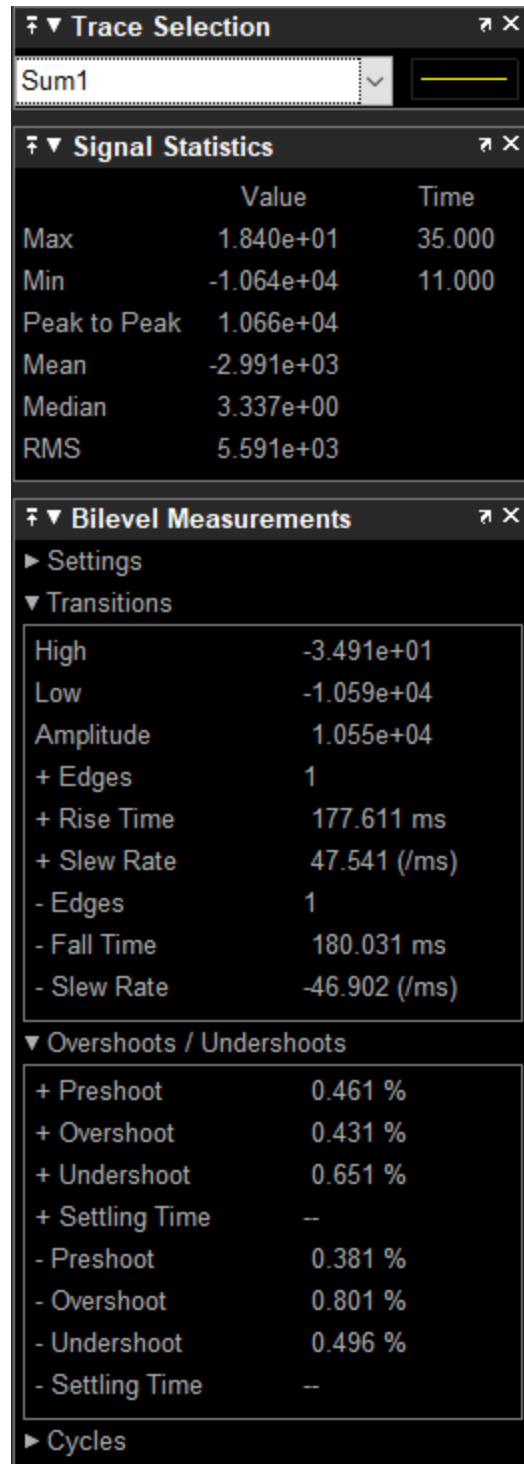 Trace Selection
Sum1
Signal Statistics
Value Time
Max 1.840e+01 35.000
Min -1.064e+04 11.000
Peak to Peak 1.066e+04
Mean -2.991e+03
Median 3.337e+00
RMS 5.591e+03
Bilevel Measurements
Settings
Transitions
High -3.491e+01
Low -1.059e+04
Amplitude 1.055e+04
+ Edges 1
+ Rise Time 177.611 ms
+ Slew Rate 47.541 (/ms)
- Edges 1
- Fall Time 180.031 ms
- Slew Rate -46.902 (/ms)
Overshoots / Undershoots
+ Preshoot 0.461 %
+ Overshoot 0.431 %
+ Undershoot 0.651 %
+ Settling Time --
- Preshoot 0.381 %
- Overshoot 0.801 %
- Undershoot 0.496 %
- Settling Time --
Cycles